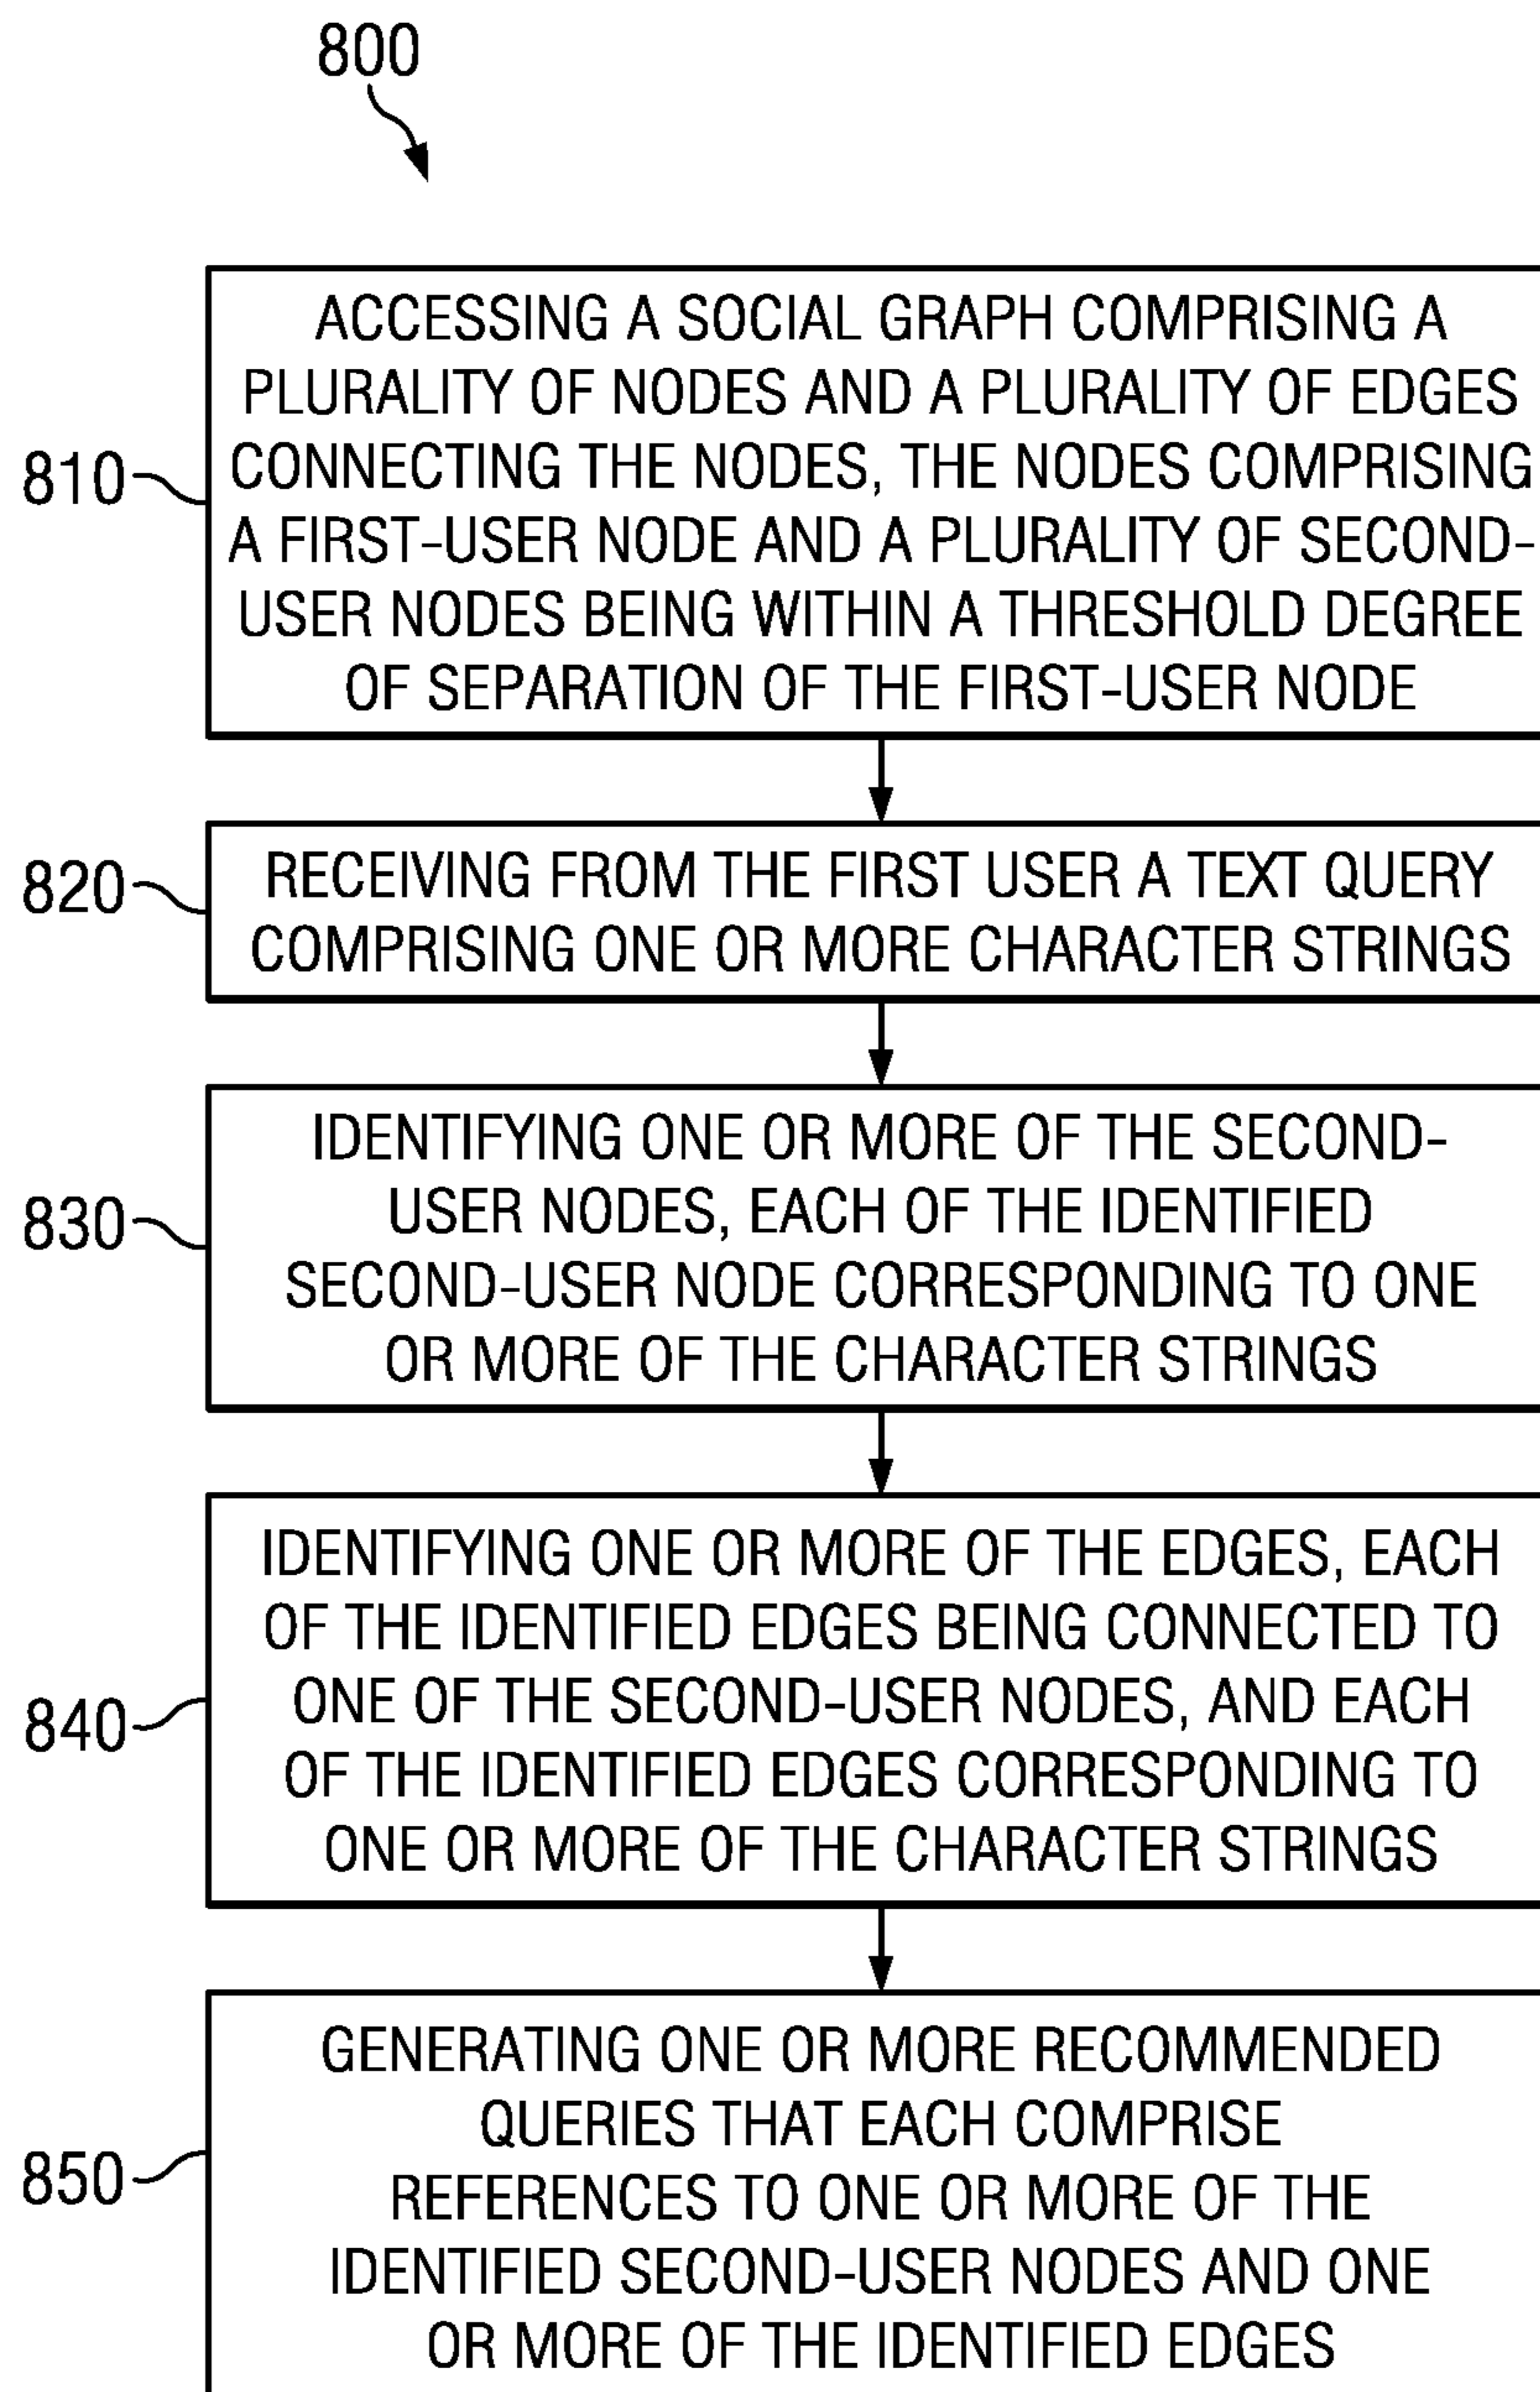 800
810
ACCESSING A SOCIAL GRAPH COMPRISING A
PLURALITY OF NODES AND A PLURALITY OF EDGES
CONNECTING THE NODES, THE NODES COMPRISING
A FIRST-USER NODE AND A PLURALITY OF SECOND-
USER NODES BEING WITHIN A THRESHOLD DEGREE
OF SEPARATION OF THE FIRST-USER NODE
820
RECEIVING FROM THE FIRST USER A TEXT QUERY
COMPRISING ONE OR MORE CHARACTER STRINGS
830
IDENTIFYING ONE OR MORE OF THE SECOND-
USER NODES, EACH OF THE IDENTIFIED
SECOND-USER NODE CORRESPONDING TO ONE
OR MORE OF THE CHARACTER STRINGS
840
IDENTIFYING ONE OR MORE OF THE EDGES, EACH
OF THE IDENTIFIED EDGES BEING CONNECTED TO
ONE OF THE SECOND-USER NODES, AND EACH
OF THE IDENTIFIED EDGES CORRESPONDING TO
ONE OR MORE OF THE CHARACTER STRINGS
850
GENERATING ONE OR MORE RECOMMENDED
QUERIES THAT EACH COMPRISE
REFERENCES TO ONE OR MORE OF THE
IDENTIFIED SECOND-USER NODES AND ONE
OR MORE OF THE IDENTIFIED EDGES